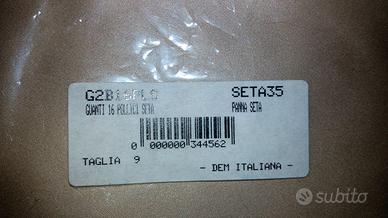 SETA35
GUANTI 16 POLLICI SETA
PANNA SETA
0 000000 344562
TAGLIA 9
- DEM ITALIANA -
subito